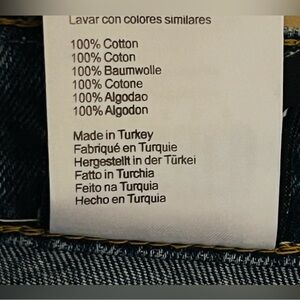 Lavar con colores similares
100% Cotton
100% Coton
100% Baumwolle
100% Cotone
100% Algodao
100% Algodon
Made in Turkey
Fabriqué en Turquie
Hergestellt in der Türkei
Fatto in Turchia
Feito na Turquia
Hecho en Turquia